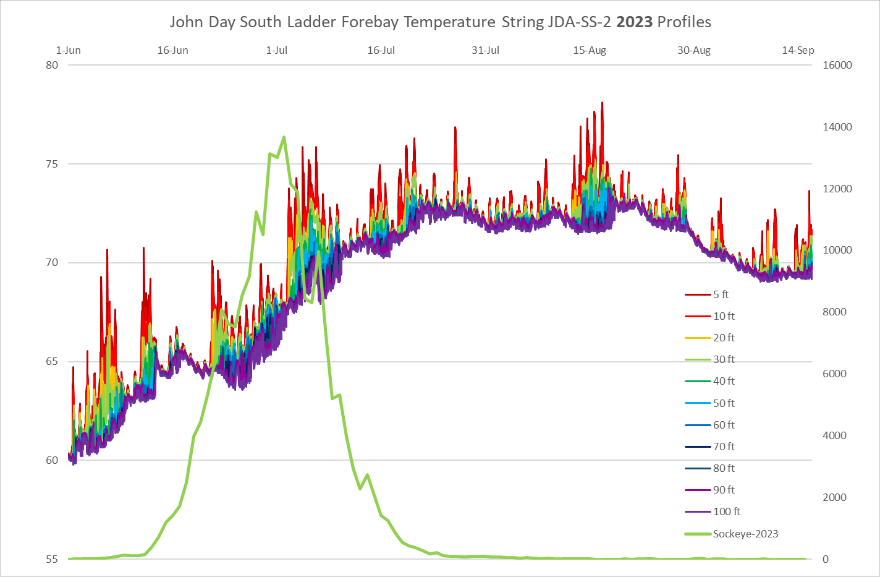 John Day South Ladder Forebay Temperature String JDA-SS-2 2023 Profiles
1-Jun 16-Jun 1-Jul 16-Jul 31-Jul 15-Aug 30-Aug 14-Sep
80 16000
14000
75
12000
70 10000
5 ft
10 ft
8000
20 ft
65 30 ft
6000
40 ft
50 ft
60 ft
4000
70 ft
60 80 ft
90 ft
2000
100 ft
Sockeye-2023
55 0